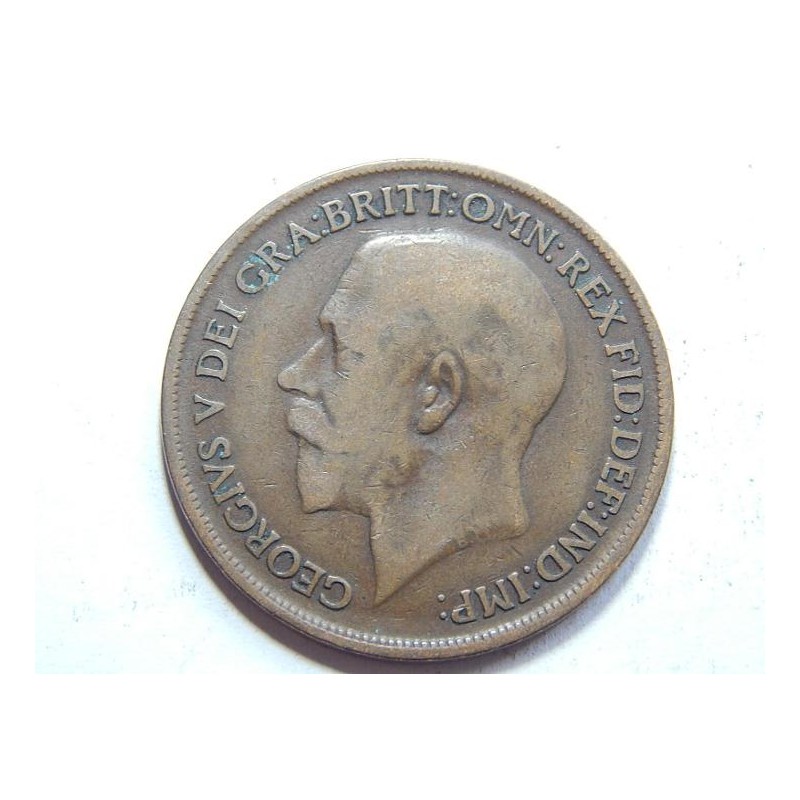 GEORGIVS V DEI GRA:BRITT:OMN:REX FID:DEF:IND:IMP: